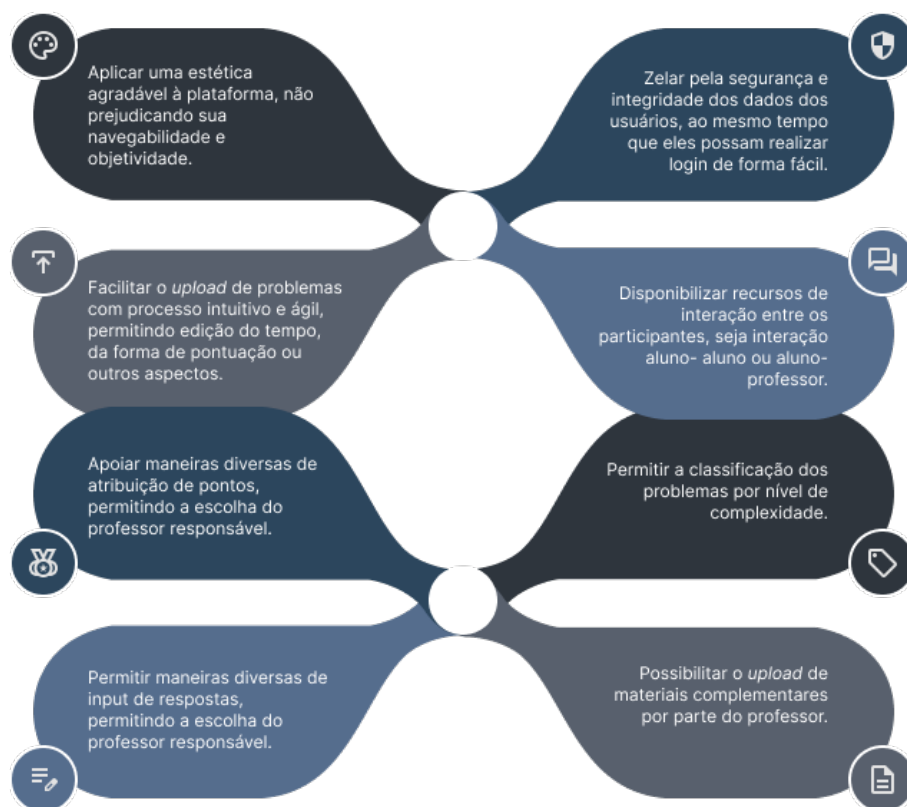 Aplicar uma estética
agradável à plataforma, não
prejudicando sua
navegabilidade e
objetividade.
Zelar pela segurança e
integridade dos dados dos
usuários, ao mesmo tempo
que eles possam realizar
login de forma fácil.
Facilitar o upload de problemas
com processo intuitivo e ágil,
permitindo edição do tempo,
da forma de pontuação ou
outros aspectos.
Disponibilizar recursos de
interação entre os
participantes, seja interação
aluno- aluno ou aluno-
professor.
Apoiar maneiras diversas de
atribuição de pontos,
permitindo a escolha do
professor responsável.
Permitir a classificação dos
problemas por nível de
complexidade.
Permitir maneiras diversas de
input de respostas,
permitindo a escolha do
professor responsável.
Possibilitar o upload de
materiais complementares
por parte do professor.